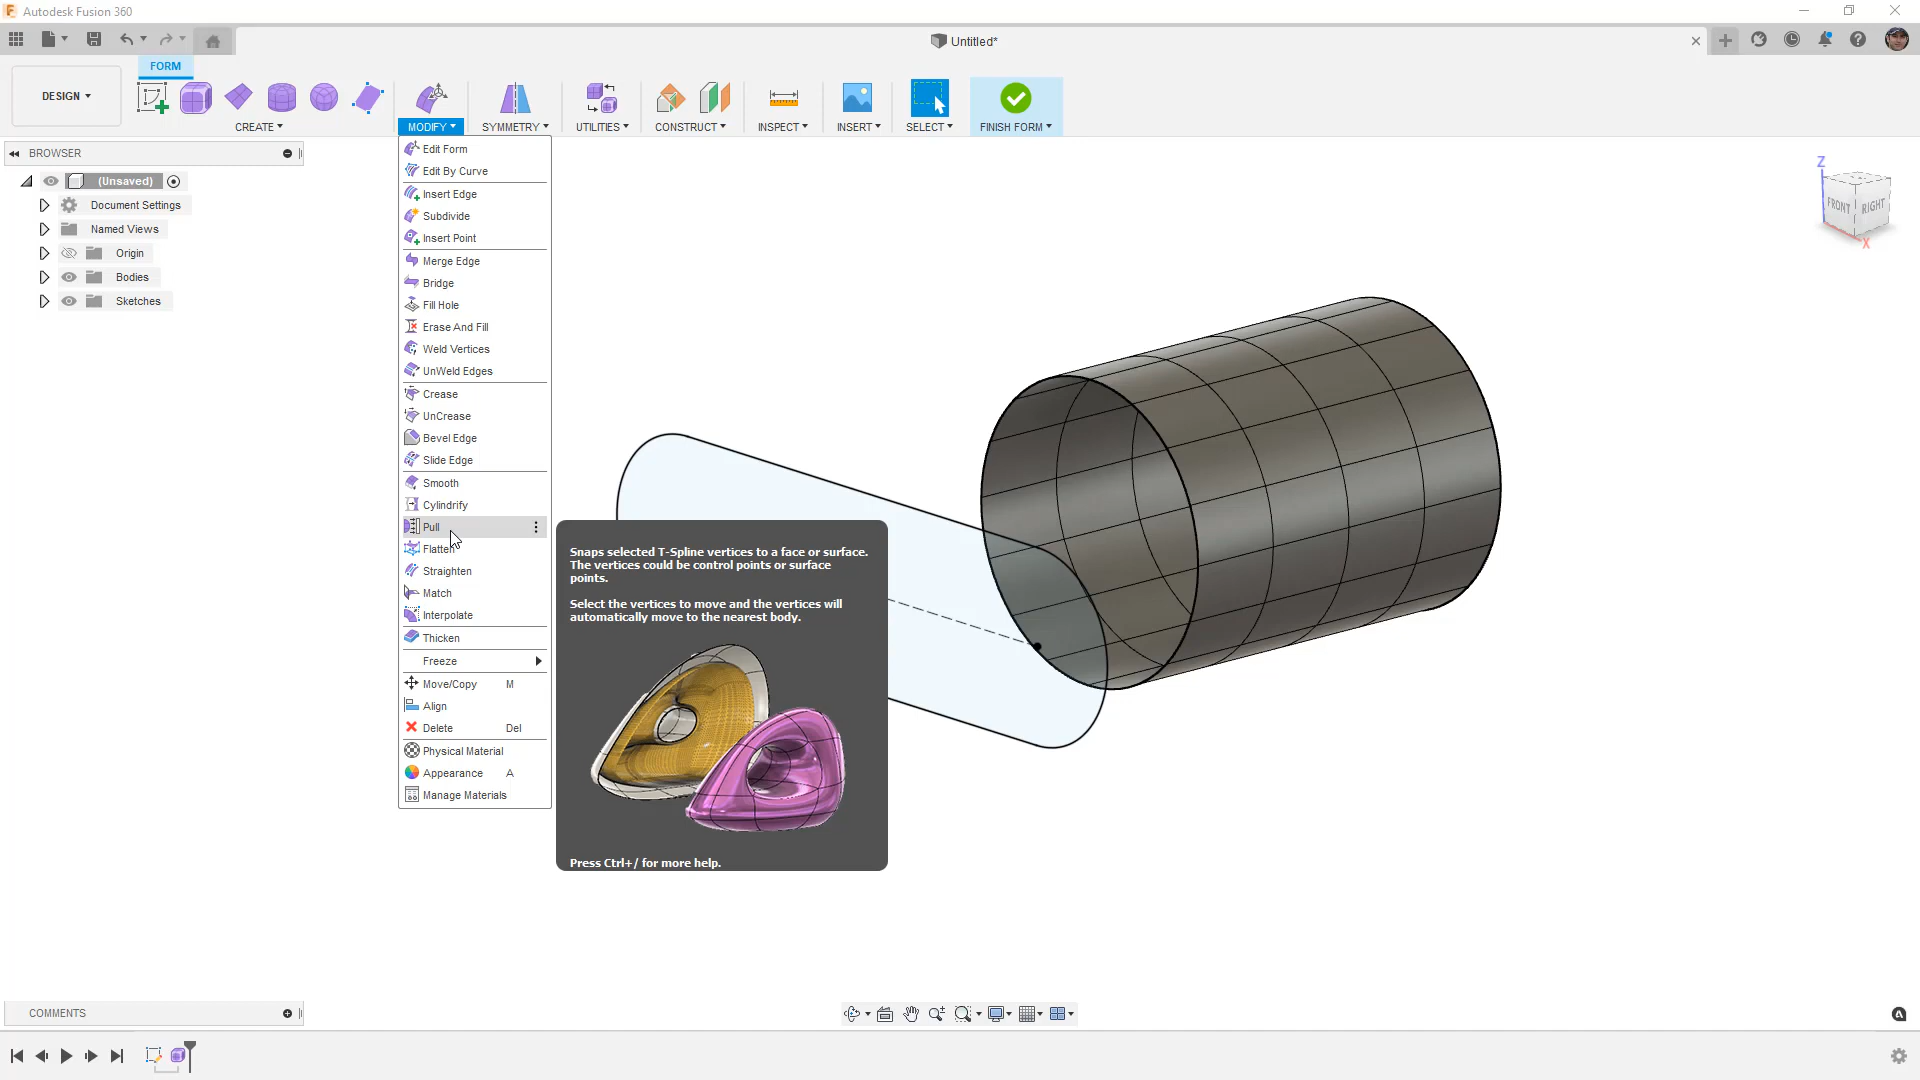 Autodesk Fusion 360
Untitled*
FORM
DESIGN
CREATE
MODIFY
SYMMETRY
UTILITIES
CONSTRUCT
INSPECT
INSERT
SELECT
FINISH FORM
BROWSER
(Unsaved)
Document Settings
Named Views
Origin
Bodies
Sketches
Edit Form
Edit By Curve
Insert Edge
Subdivide
Insert Point
Merge Edge
Bridge
Fill Hole
Erase And Fill
Weld Vertices
UnWeld Edges
Crease
UnCrease
Bevel Edge
Slide Edge
Smooth
Cylindrify
Pull
Flatten
Straighten
Match
Interpolate
Thicken
Freeze
Move/Copy M
Align
Delete Del
Physical Material
Appearance A
Manage Materials
Snaps selected T-Spline vertices to a face or surface.
The vertices could be control points or surface
points.
Select the vertices to move and the vertices will
automatically move to the nearest body.
Press Ctrl+/ for more help.
Z
FRONT RIGHT
X
COMMENTS